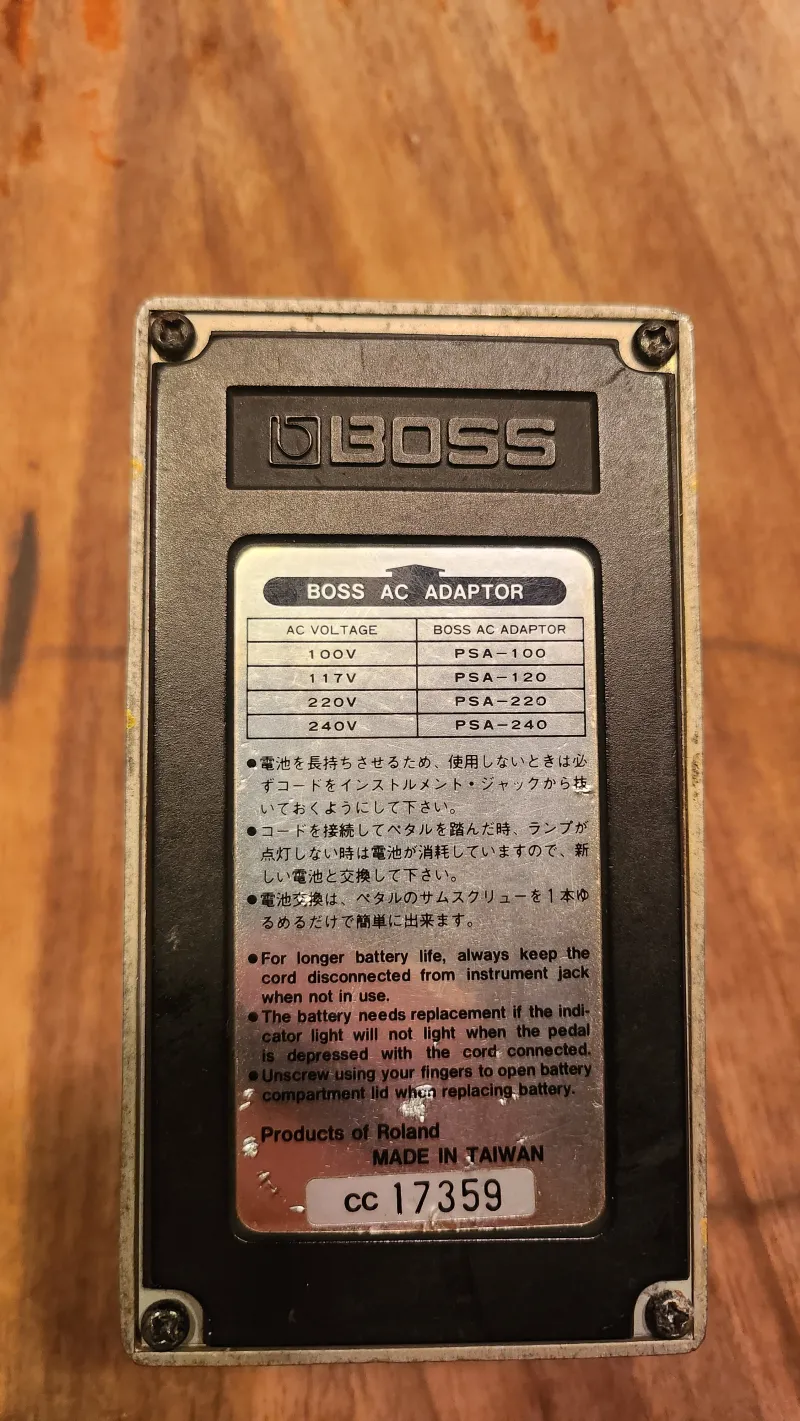 BOSS
BOSS AC ADAPTOR
AC VOLTAGE BOSS AC ADAPTOR
100V PSA-100
117V PSA-120
220V PSA-220
240V PSA-240
●電池を長持ちさせるため、使用しないときは必
ずコードをインストルメント・ジャックから抜
いておくようにして下さい。
●コードを接続してペタルを踏んだ時、ランプが
点灯しない時は電池が消耗していますので、新
しい電池と交換して下さい。
●電池交換は、ペタルのサムスクリューを1本ゆ
るめるだけで簡単に出来ます。
●For longer battery life, always keep the
cord disconnected from instrument jack
when not in use.
●The battery needs replacement if the indi-
cator light will not light when the pedal
is depressed with the cord connected.
●Unscrew using your fingers to open battery
compartment lid when replacing battery.
Products of Roland
MADE IN TAIWAN
CC 17359